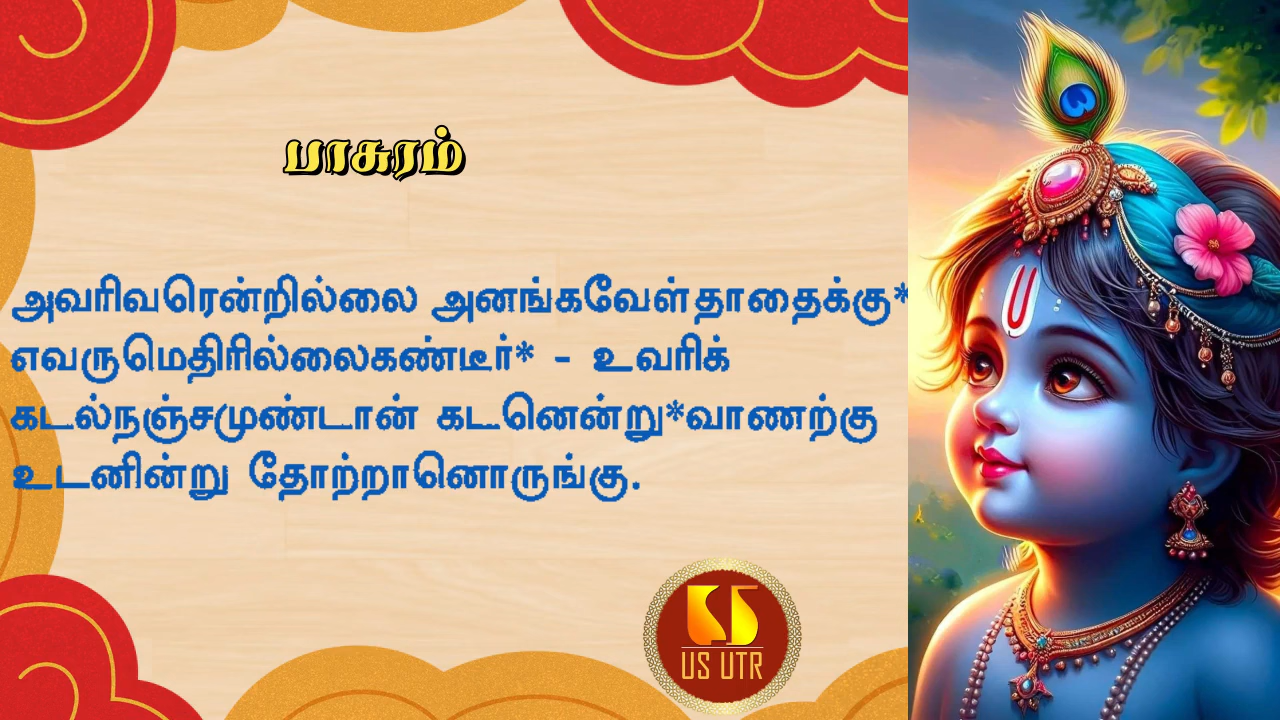 பாசுரம்
அவரிவரென்றில்லை அனங்கவேள்தாதைக்கு*
எவருமெதிரில்லைகண்டீர்* - உவரிக்
கடல்நஞ்சமுண்டான் கடனென்று*வாணற்கு
உடனின்று தோற்றானொருங்கு.
US UTR